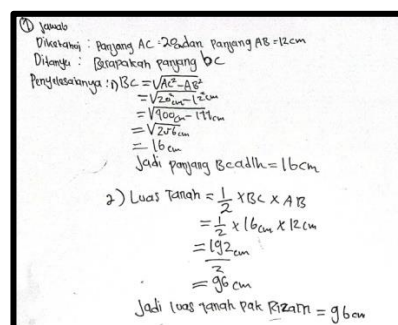 ① Jawab
Diketahui : Panjang AC = 20 dan panjang AB = 12cm
Ditanya : Berapakah panjang bC
Penyelesaianya : 1) BC = √AC² - AB²
= √20²cm - 12²cm
= √400cm - 144cm
= √256cm
= 16cm
Jadi panjang BC adlh = 16cm
2) Luas Tanah = 1/2 × BC × AB
= 1/2 × 16cm × 12cm
= 192cm/2
= 96 cm
Jadi luas tanah pak Rizam = 96cm